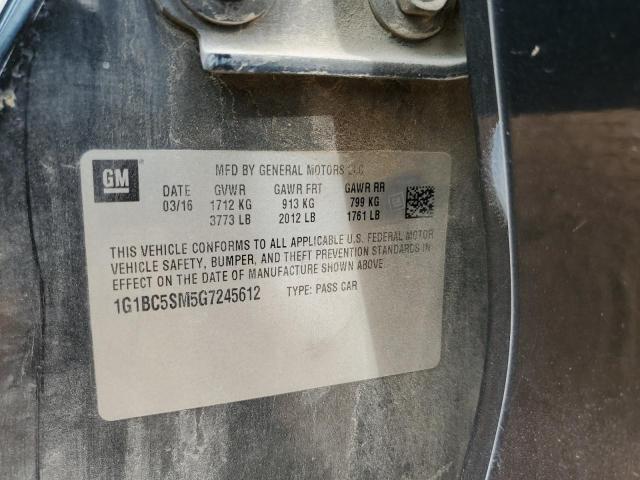 GM
MFD BY GENERAL MOTORS LLC
DATE GVWR GAWR FRT GAWR RR
03/16 1712 KG 913 KG 799 KG
3773 LB 2012 LB 1761 LB
THIS VEHICLE CONFORMS TO ALL APPLICABLE U.S. FEDERAL MOTOR
VEHICLE SAFETY, BUMPER, AND THEFT PREVENTION STANDARDS IN
EFFECT ON THE DATE OF MANUFACTURE SHOWN ABOVE.
1G1BC5SM5G7245612 TYPE: PASS CAR